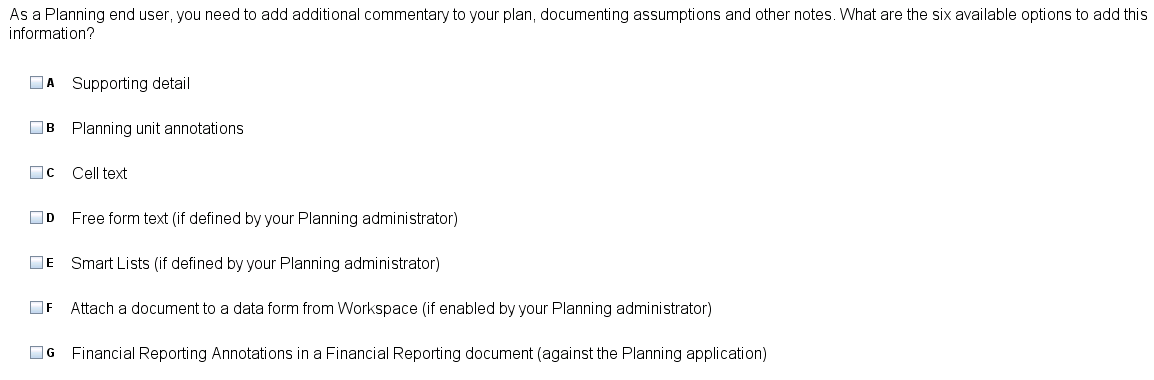 As a Planning end user, you need to add additional commentary to your plan, documenting assumptions and other notes. What are the six available options to add this
information?
A Supporting detail
B Planning unit annotations
C Cell text
D Free form text (if defined by your Planning administrator)
E Smart Lists (if defined by your Planning administrator)
F Attach a document to a data form from Workspace (if enabled by your Planning administrator)
G Financial Reporting Annotations in a Financial Reporting document (against the Planning application)